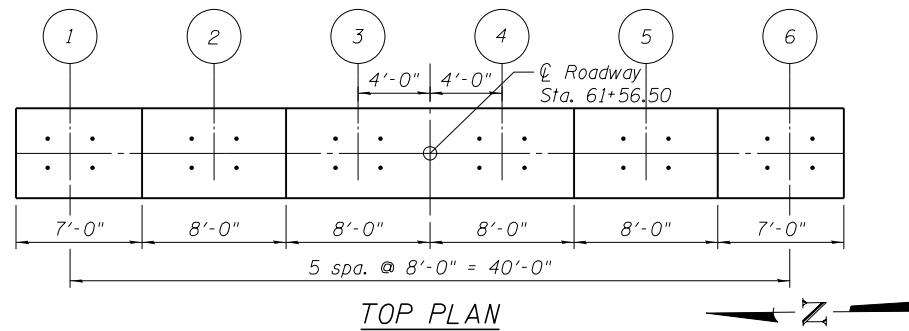 1 2 3 4 5 6
4'-0" 4'-0"
℄ Roadway
Sta. 61+56.50
7'-0" 8'-0" 8'-0" 8'-0" 8'-0" 7'-0"
5 spa. @ 8'-0" = 40'-0"
TOP PLAN
N